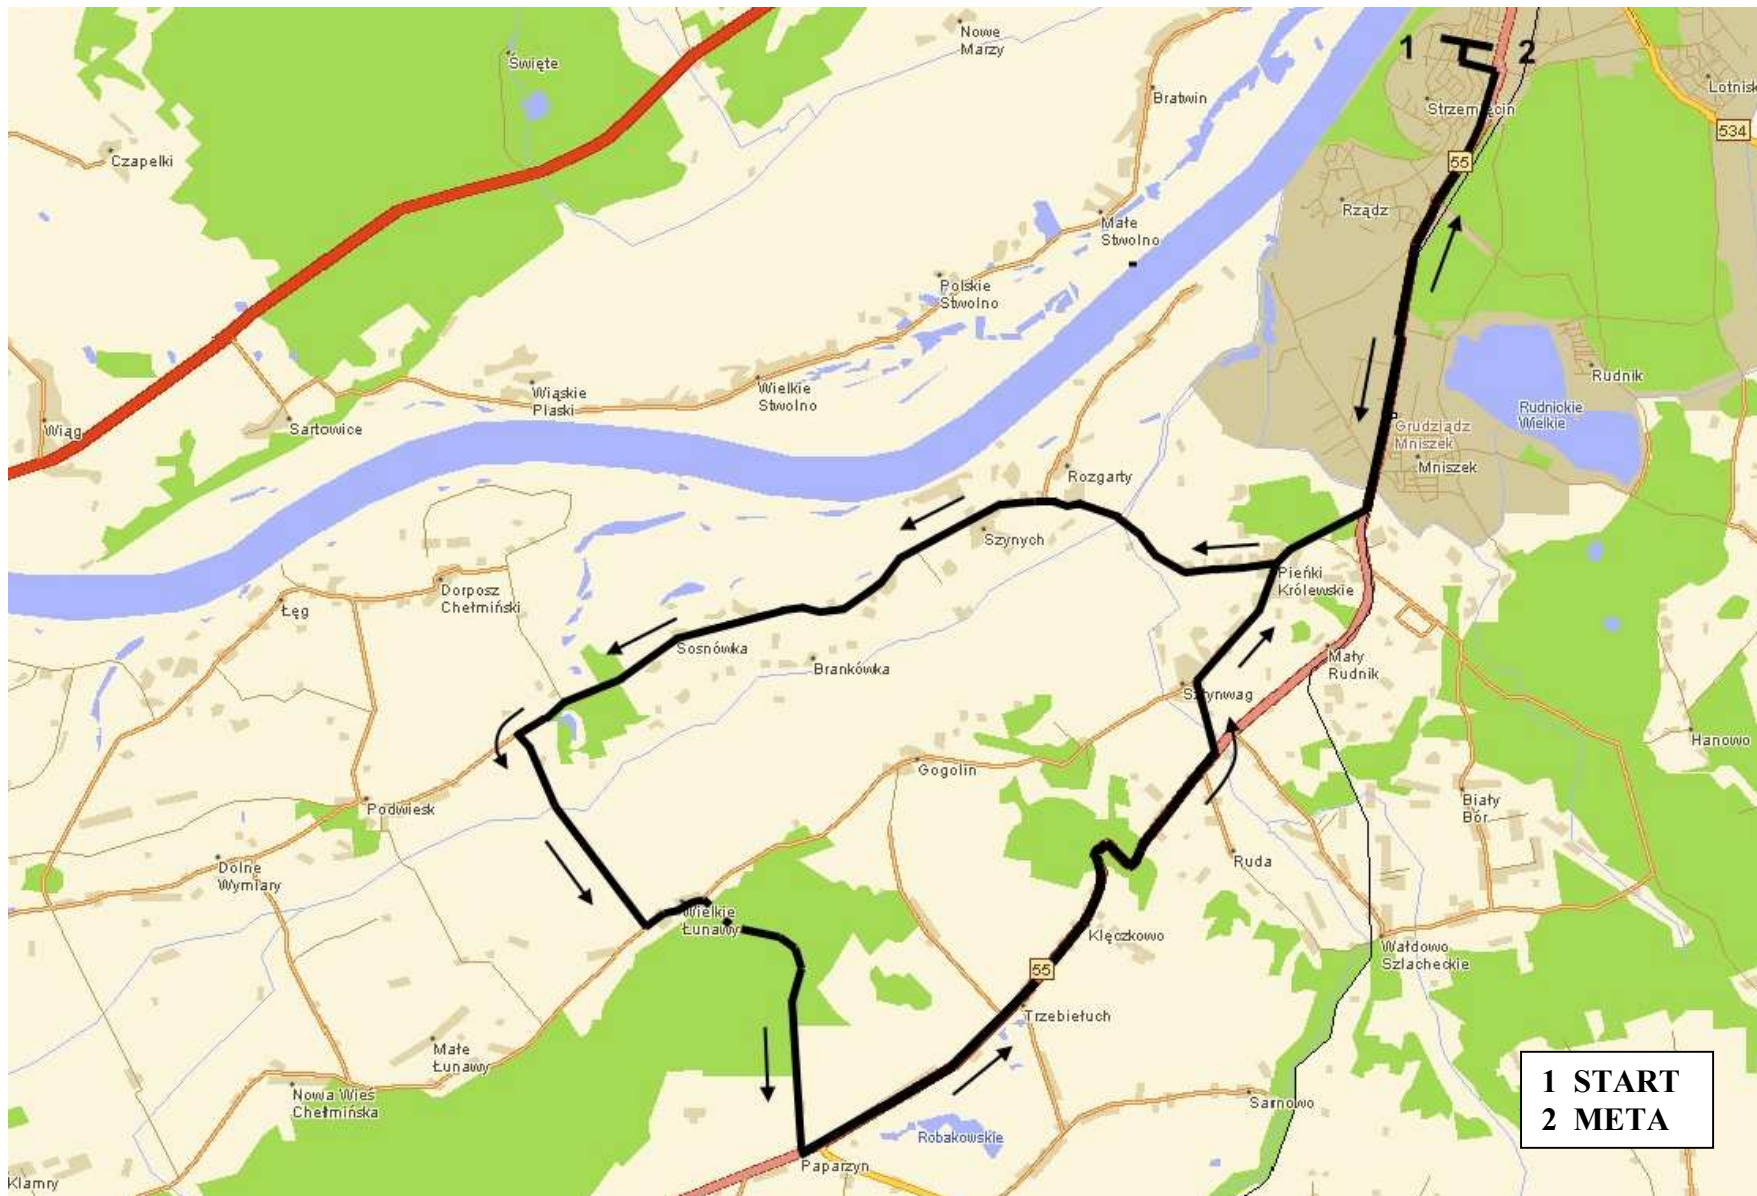 Nowe
Marzy
1
2
Święte
Lotnisk
Bratwin
Strzemięcin
534
Czapelki
55
Rządz
Małe
Stwolno
Polskie
Stwolno
Rudnik
Wiąskie
Piaski
Wielkie
Stwolno
Rudnickie
Wielkie
Wiąg
Sartowice
Grudziądz
Mniszek
Mniszek
Rozgarty
Szynych
Pieńki
Królewskie
Dorposz
Chełmiński
Łęg
Sosnówka
Brankówka
Mały
Rudnik
Sztynwag
Hanowo
Gogolin
Podwiesk
Biały
Bór
Dolne
Wymiary
Ruda
Wielkie
Łunawy
Klęczkowo
Wałdowo
Szlacheckie
55
Trzebiełuch
Małe
Łunawy
Nowa Wieś
Chełmińska
Sarnowo
1 START
2 META
Robakowskie
Paparzyn
Klamry